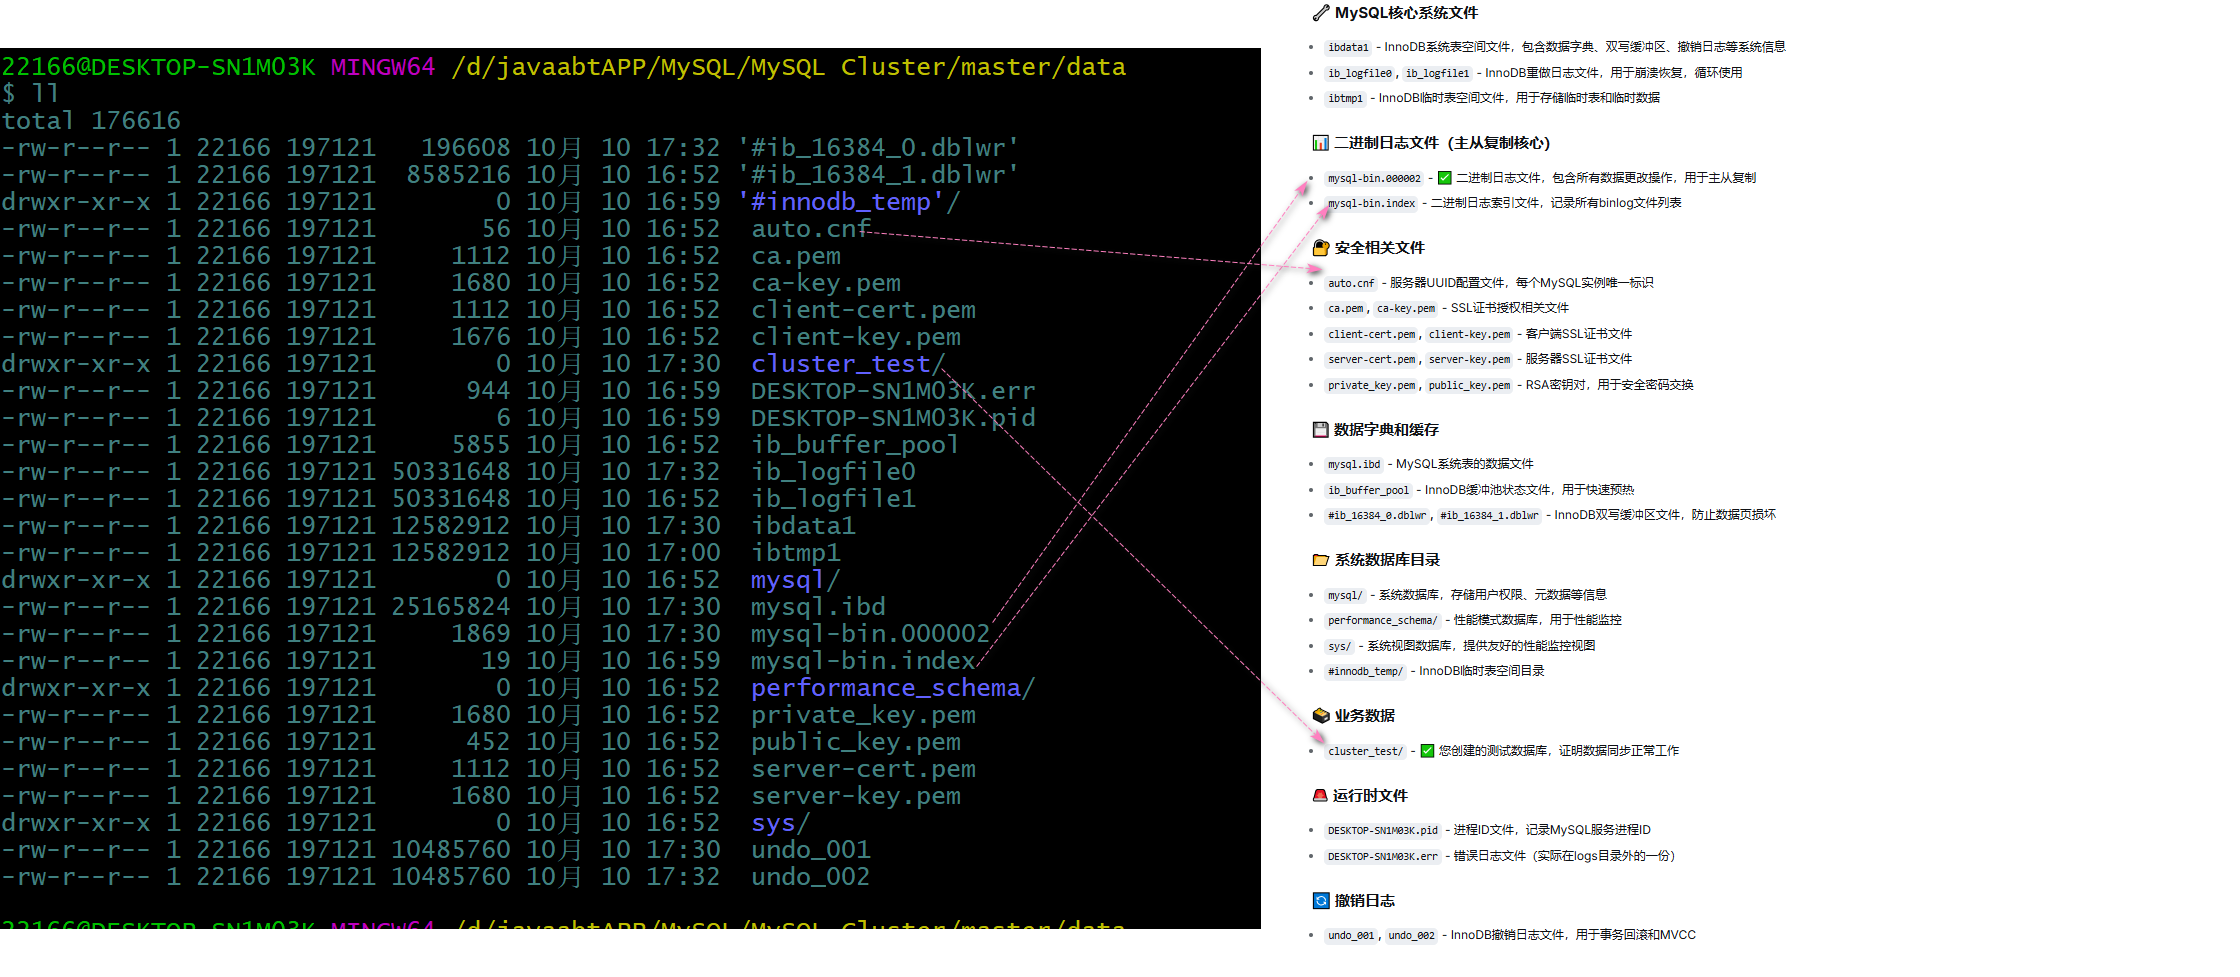 22166@DESKTOP-SN1M03K MINGW64 /d/javaabtAPP/MySQL/MySQL Cluster/master/data
$ ll
total 176616
-rw-r--r-- 1 22166 197121   196608 10月  10 17:32 '#ib_16384_0.dblwr'
-rw-r--r-- 1 22166 197121  8585216 10月  10 16:52 '#ib_16384_1.dblwr'
drwxr-xr-x 1 22166 197121        0 10月  10 16:59 '#innodb_temp'/
-rw-r--r-- 1 22166 197121       56 10月  10 16:52  auto.cnf
-rw-r--r-- 1 22166 197121     1112 10月  10 16:52  ca.pem
-rw-r--r-- 1 22166 197121     1680 10月  10 16:52  ca-key.pem
-rw-r--r-- 1 22166 197121     1112 10月  10 16:52  client-cert.pem
-rw-r--r-- 1 22166 197121     1676 10月  10 16:52  client-key.pem
drwxr-xr-x 1 22166 197121        0 10月  10 17:30  cluster_test/
-rw-r--r-- 1 22166 197121      944 10月  10 16:59  DESKTOP-SN1M03K.err
-rw-r--r-- 1 22166 197121        6 10月  10 16:59  DESKTOP-SN1M03K.pid
-rw-r--r-- 1 22166 197121     5855 10月  10 16:52  ib_buffer_pool
-rw-r--r-- 1 22166 197121 50331648 10月  10 17:32  ib_logfile0
-rw-r--r-- 1 22166 197121 50331648 10月  10 16:52  ib_logfile1
-rw-r--r-- 1 22166 197121 12582912 10月  10 17:30  ibdata1
-rw-r--r-- 1 22166 197121 12582912 10月  10 17:00  ibtmp1
drwxr-xr-x 1 22166 197121        0 10月  10 16:52  mysql/
-rw-r--r-- 1 22166 197121 25165824 10月  10 17:30  mysql.ibd
-rw-r--r-- 1 22166 197121     1869 10月  10 17:30  mysql-bin.000002
-rw-r--r-- 1 22166 197121       19 10月  10 16:59  mysql-bin.index
drwxr-xr-x 1 22166 197121        0 10月  10 16:52  performance_schema/
-rw-r--r-- 1 22166 197121     1680 10月  10 16:52  private_key.pem
-rw-r--r-- 1 22166 197121      452 10月  10 16:52  public_key.pem
-rw-r--r-- 1 22166 197121     1112 10月  10 16:52  server-cert.pem
-rw-r--r-- 1 22166 197121     1680 10月  10 16:52  server-key.pem
drwxr-xr-x 1 22166 197121        0 10月  10 16:52  sys/
-rw-r--r-- 1 22166 197121 10485760 10月  10 17:30  undo_001
-rw-r--r-- 1 22166 197121 10485760 10月  10 17:32  undo_002
22166@DESKTOP-SN1M03K MINGW64 /d/javaabtAPP/MySQL/MySQL Cluster/master/data
MySQL核心系统文件
ibdata1 - InnoDB系统表空间文件，包含数据字典、双写缓冲区、撤销日志等系统信息
ib_logfile0, ib_logfile1 - InnoDB重做日志文件，用于崩溃恢复，循环使用
ibtmp1 - InnoDB临时表空间文件，用于存储临时表和临时数据
二进制日志文件（主从复制核心）
mysql-bin.000002 - ✅ 二进制日志文件，包含所有数据更改操作，用于主从复制
mysql-bin.index - 二进制日志索引文件，记录所有binlog文件列表
安全相关文件
auto.cnf - 服务器UUID配置文件，每个MySQL实例唯一标识
ca.pem, ca-key.pem - SSL证书授权相关文件
client-cert.pem, client-key.pem - 客户端SSL证书文件
server-cert.pem, server-key.pem - 服务器SSL证书文件
private_key.pem, public_key.pem - RSA密钥对，用于安全密码交换
数据字典和缓存
mysql.ibd - MySQL系统表的数据文件
ib_buffer_pool - InnoDB缓冲池状态文件，用于快速预热
#ib_16384_0.dblwr, #ib_16384_1.dblwr - InnoDB双写缓冲区文件，防止数据页损坏
系统数据库目录
mysql/ - 系统数据库，存储用户权限、元数据等信息
performance_schema/ - 性能模式数据库，用于性能监控
sys/ - 系统视图数据库，提供友好的性能监控视图
#innodb_temp/ - InnoDB临时表空间目录
业务数据
cluster_test/ - ✅ 您创建的测试数据库，证明数据同步正常工作
运行时文件
DESKTOP-SN1M03K.pid - 进程ID文件，记录MySQL服务进程ID
DESKTOP-SN1M03K.err - 错误日志文件（实际在logs目录外的一份）
撤销日志
undo_001, undo_002 - InnoDB撤销日志文件，用于事务回滚和MVCC